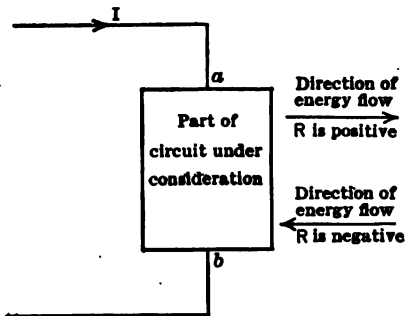 I
a
Part of
circuit under
consideration
Direction of
energy flow
R is positive
Direction of
energy flow
R is negative
b